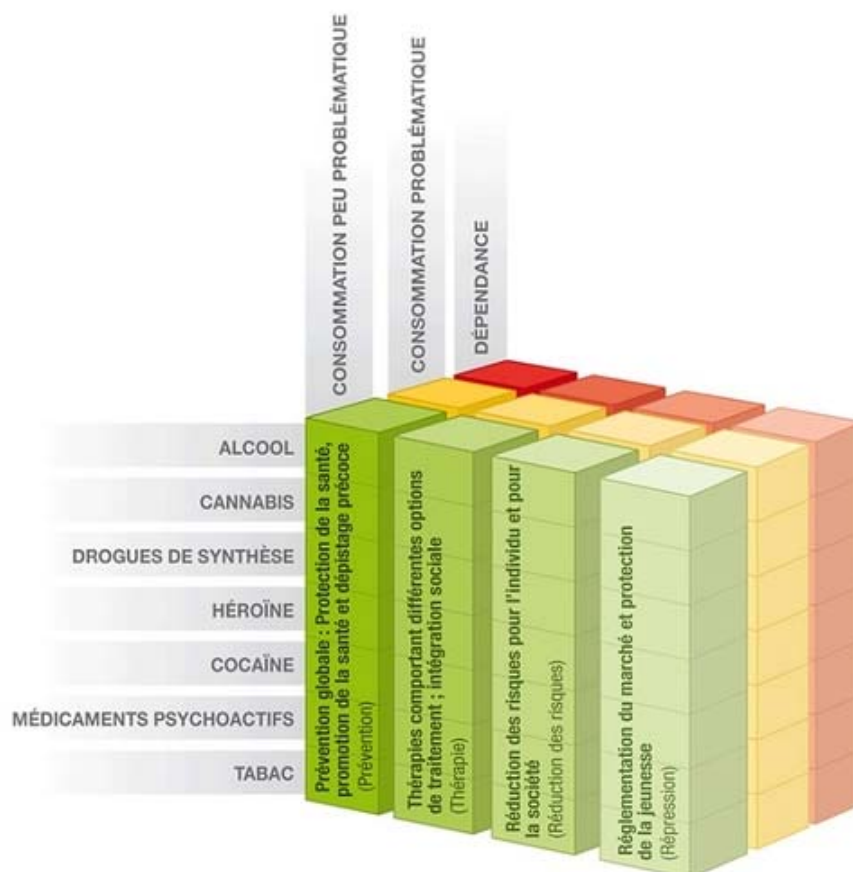 CONSOMMATION PEU PROBLÉMATIQUE
CONSOMMATION PROBLÉMATIQUE
DÉPENDANCE
ALCOOL
CANNABIS
DROGUES DE SYNTHÈSE
HÉROÏNE
COCAÏNE
MÉDICAMENTS PSYCHOACTIFS
TABAC
Prévention globale : Protection de la santé,
promotion de la santé et dépistage précoce
(Prévention)
Thérapies comportant différentes options
de traitement ; intégration sociale
(Thérapie)
Réduction des risques pour l'individu et pour
la société (Réduction des risques)
Réglementation du marché et protection
de la jeunesse
(Répression)